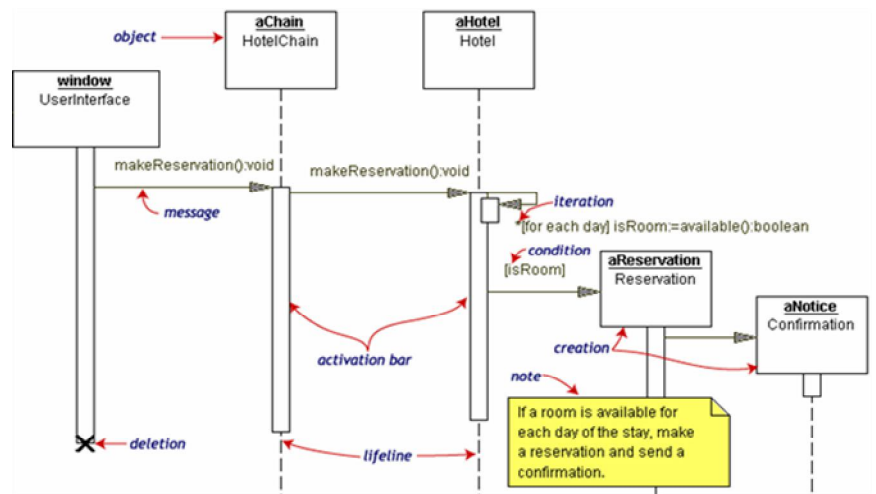 object
aChain
HotelChain
aHotel
Hotel
window
UserInterface
makeReservation():void
makeReservation():void
message
iteration
*[for each day] isRoom:=available():boolean
condition
[isRoom]
aReservation
Reservation
aNotice
Confirmation
activation bar
creation
note
If a room is available for
each day of the stay, make
a reservation and send a
confirmation.
deletion
lifeline